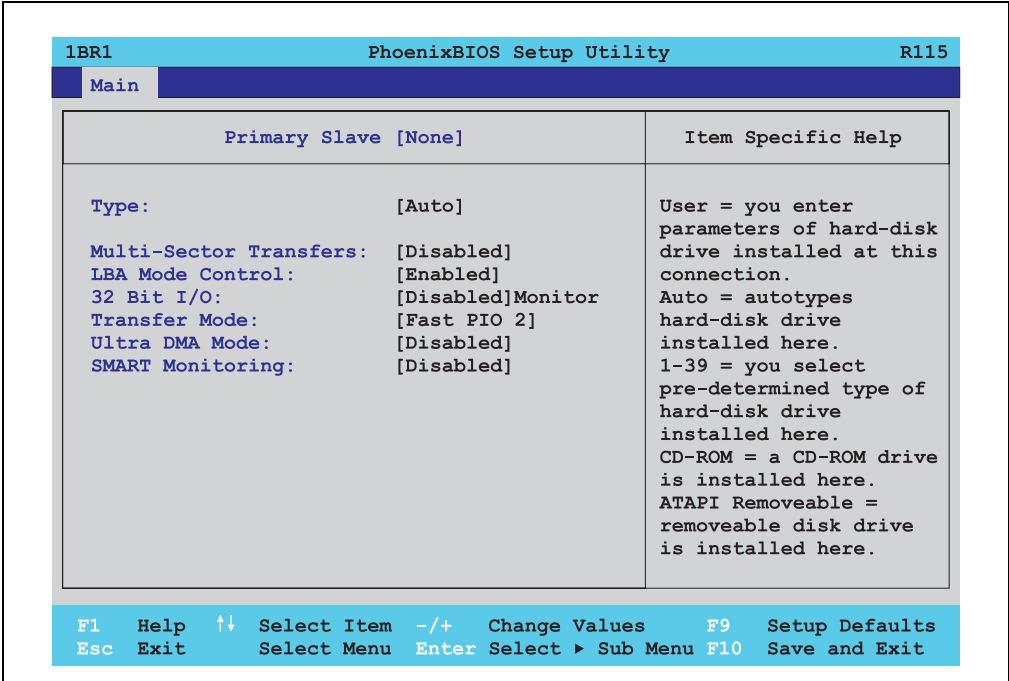 1BR1 PhoenixBIOS Setup Utility R115
Main
Primary Slave [None]
Type: [Auto]
Multi-Sector Transfers: [Disabled]
LBA Mode Control: [Enabled]
32 Bit I/O: [Disabled]Monitor
Transfer Mode: [Fast PIO 2]
Ultra DMA Mode: [Disabled]
SMART Monitoring: [Disabled]
Item Specific Help
User = you enter
parameters of hard-disk
drive installed at this
connection.
Auto = autotypes
hard-disk drive
installed here.
1-39 = you select
pre-determined type of
hard-disk drive
installed here.
CD-ROM = a CD-ROM drive
is installed here.
ATAPI Removeable =
removeable disk drive
is installed here.
F1 Help ↑↓ Select Item -/+ Change Values F9 Setup Defaults
Esc Exit Select Menu Enter Select ▶ Sub Menu F10 Save and Exit